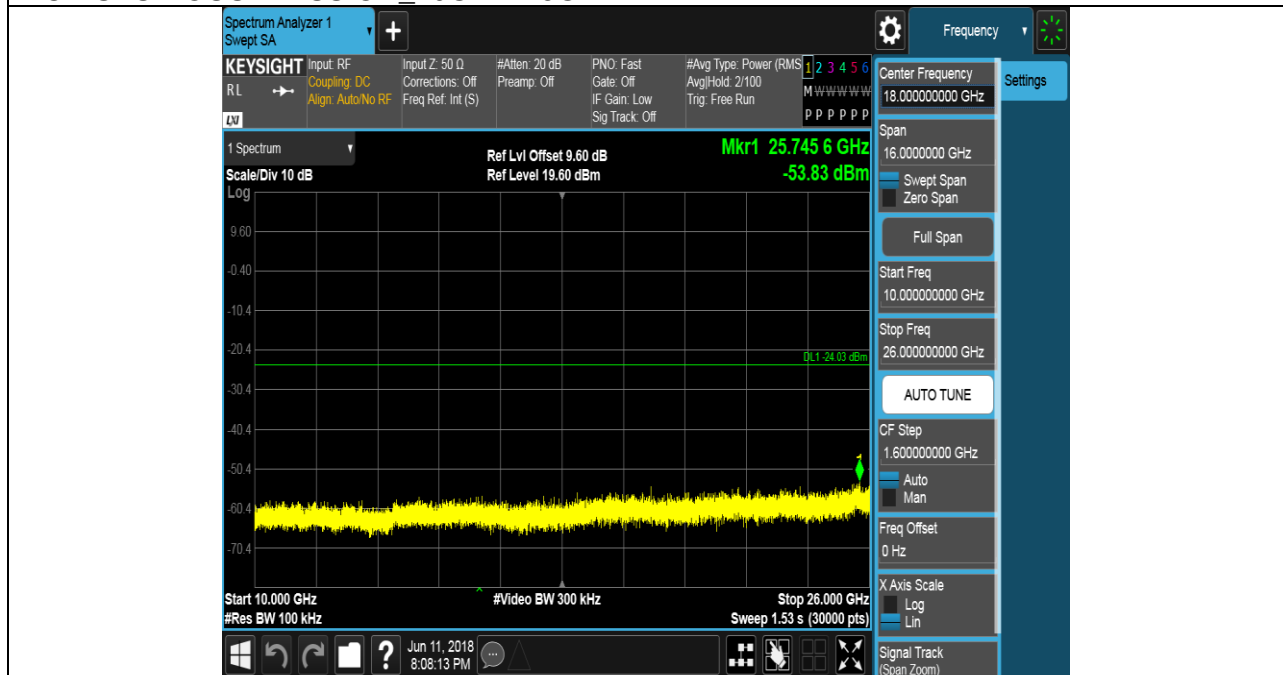 Spectrum Analyzer 1
Swept SA
+
Frequency
KEYSIGHT
RL
LXI
Input: RF
Coupling: DC
Align: Auto/No RF
Input Z: 50 Ω
Corrections: Off
Freq Ref: Int (S)
#Atten: 20 dB
Preamp: Off
PNO: Fast
Gate: Off
IF Gain: Low
Sig Track: Off
#Avg Type: Power (RMS
Avg|Hold: 2/100
Trig: Free Run
1 2 3 4 5 6
M W W W W W
P P P P P P
Center Frequency
18.000000000 GHz
Settings
Span
16.0000000 GHz
Swept Span
Zero Span
Full Span
Start Freq
10.000000000 GHz
Stop Freq
26.000000000 GHz
AUTO TUNE
CF Step
1.600000000 GHz
Auto
Man
Freq Offset
0 Hz
X Axis Scale
Log
Lin
Signal Track
(Span Zoom)
1 Spectrum
Scale/Div 10 dB
Ref Lvl Offset 9.60 dB
Ref Level 19.60 dBm
Mkr1 25.745 6 GHz
-53.83 dBm
Log
9.60
-0.40
-10.4
-20.4
DL1 -24.03 dBm
-30.4
-40.4
1
-50.4
-60.4
-70.4
Start 10.000 GHz
#Video BW 300 kHz
Stop 26.000 GHz
#Res BW 100 kHz
Sweep 1.53 s (30000 pts)
?
Jun 11, 2018
8:08:13 PM